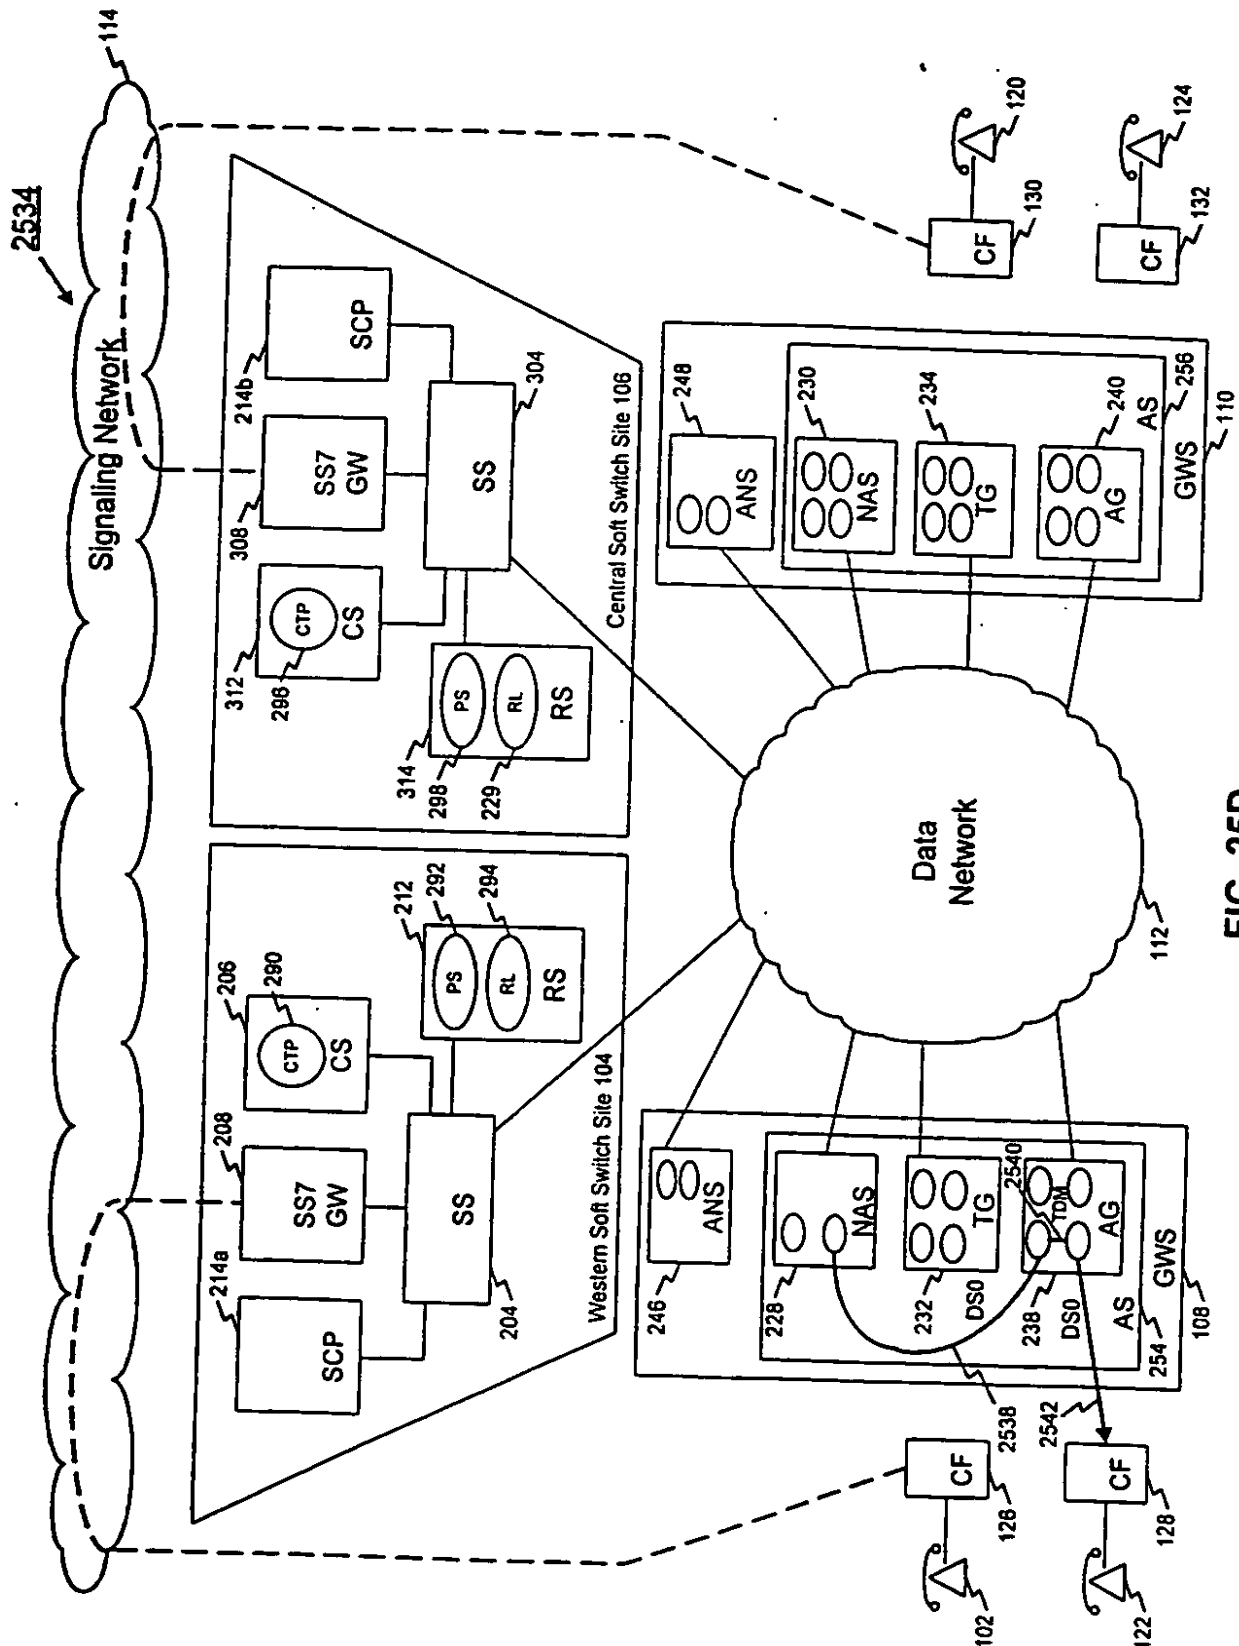 2534
114
Signaling Network
214a
208
206
290
312
296
308
214b
SCP
SS7
GW
CTP
CS
CTP
CS
SS7
GW
SCP
212
292
294
314
298
229
PS
RL
RS
PS
RL
RS
SS
204
SS
304
Western Soft Switch Site 104
Central Soft Switch Site 106
246
ANS
248
ANS
228
NAS
230
NAS
232
TG
DS0
234
TG
2540
238
TDM
AG
DS0
240
AG
AS
254
GWS
108
AS
256
GWS
110
Data
Network
112
2538
2542
CF
126
102
CF
128
122
CF
130
120
CF
132
124
FIG. 25D